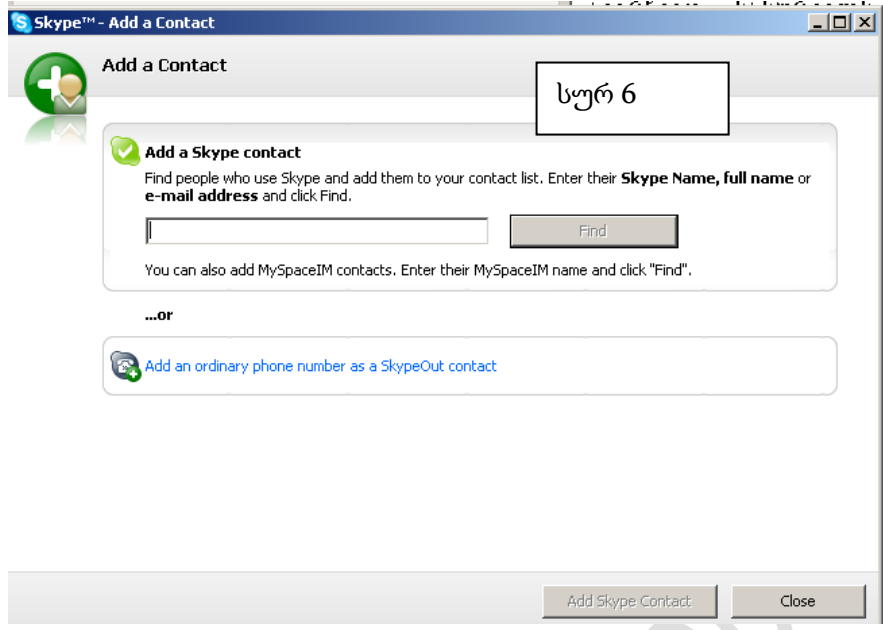 Skype™ - Add a Contact
Add a Contact
სურ 6
Add a Skype contact
Find people who use Skype and add them to your contact list. Enter their Skype Name, full name or
e-mail address and click Find.
Find
You can also add MySpaceIM contacts. Enter their MySpaceIM name and click "Find".
...or
Add an ordinary phone number as a SkypeOut contact
Add Skype Contact
Close